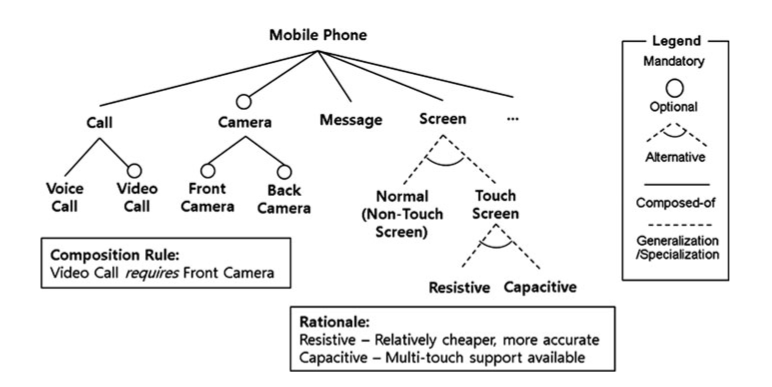 Mobile Phone
Legend
Mandatory
Optional
Alternative
Composed-of
Generalization
/Specialization
Call
Camera
Message
Screen
...
Voice
Call
Video
Call
Front
Camera
Back
Camera
Normal
(Non-Touch
Screen)
Touch
Screen
Resistive
Capacitive
Composition Rule:
Video Call requires Front Camera
Rationale:
Resistive – Relatively cheaper, more accurate
Capacitive – Multi-touch support available